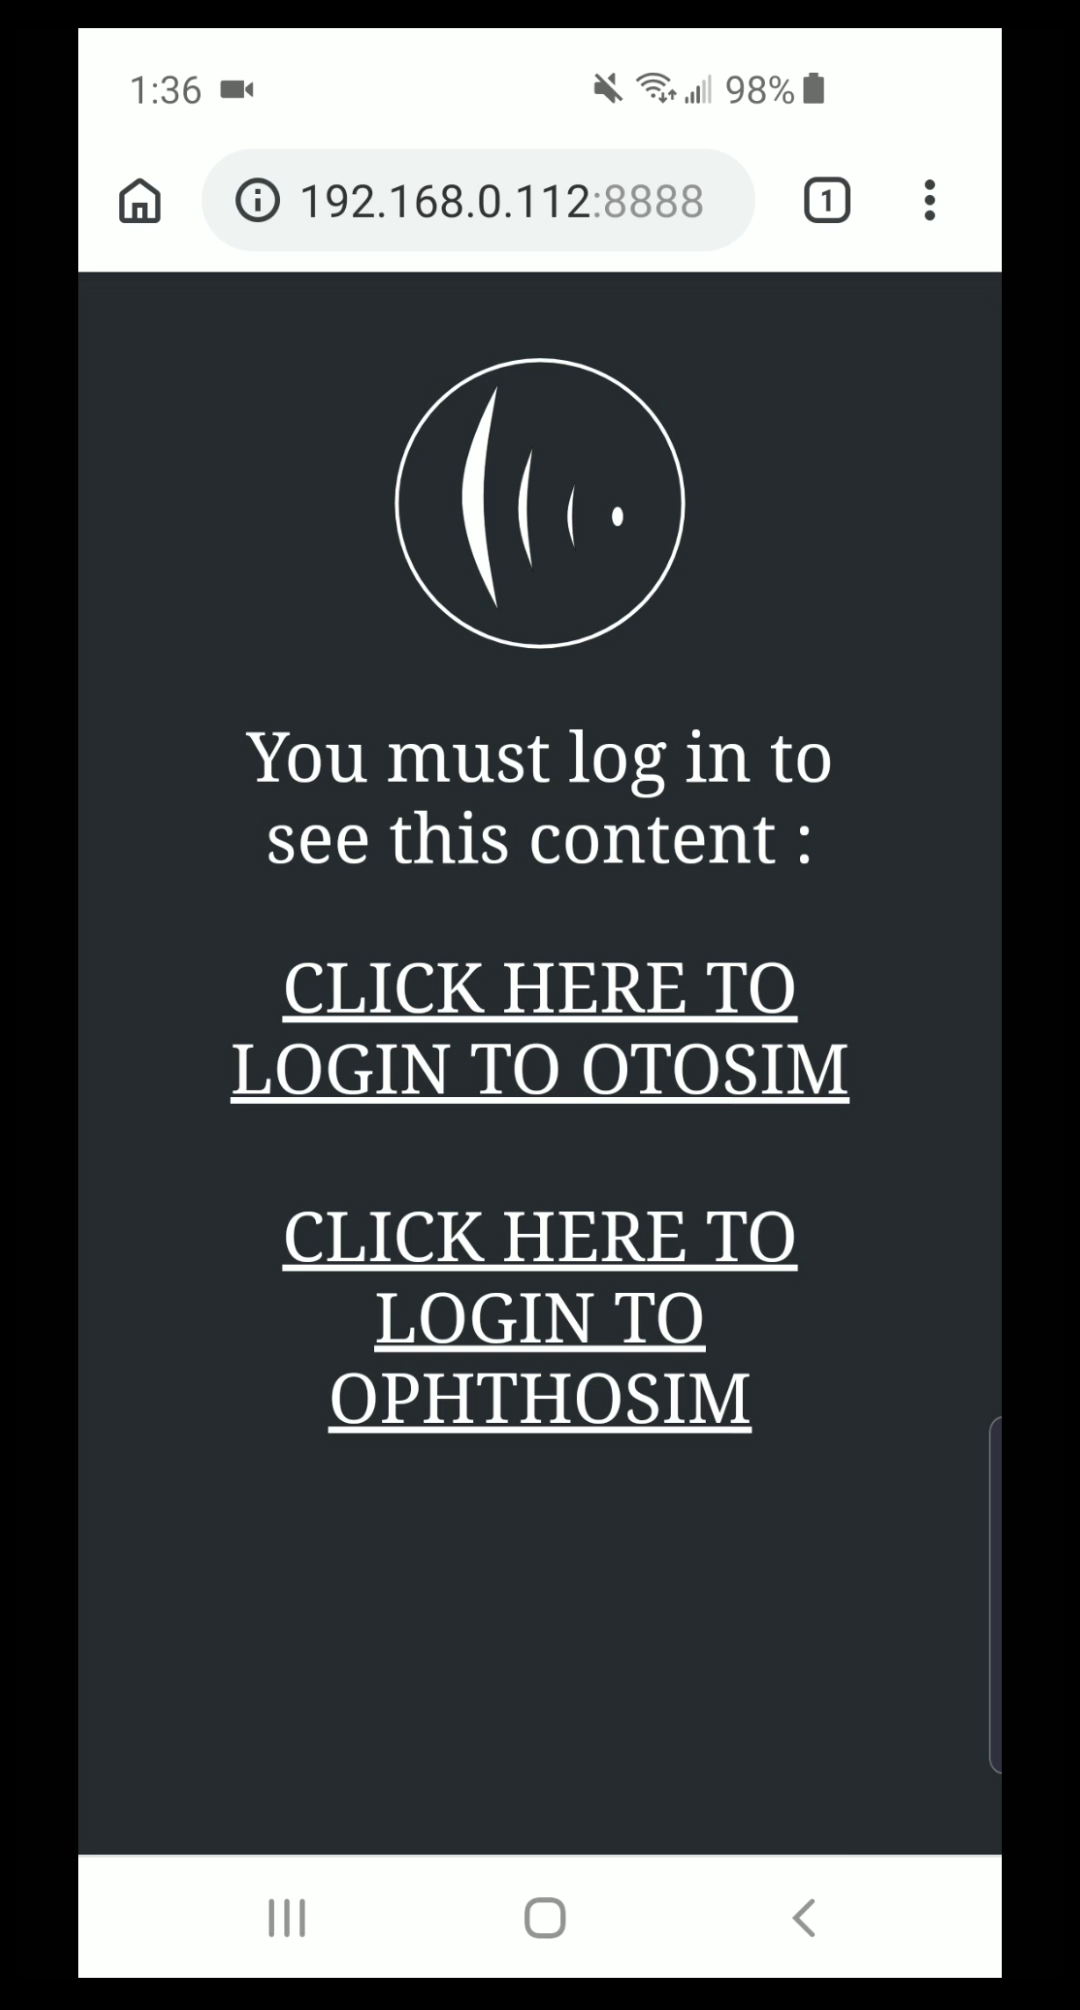 1:36 98%
192.168.0.112:8888 1
You must log in to
see this content :
CLICK HERE TO
LOGIN TO OTOSIM
CLICK HERE TO
LOGIN TO
OPHTHOSIM